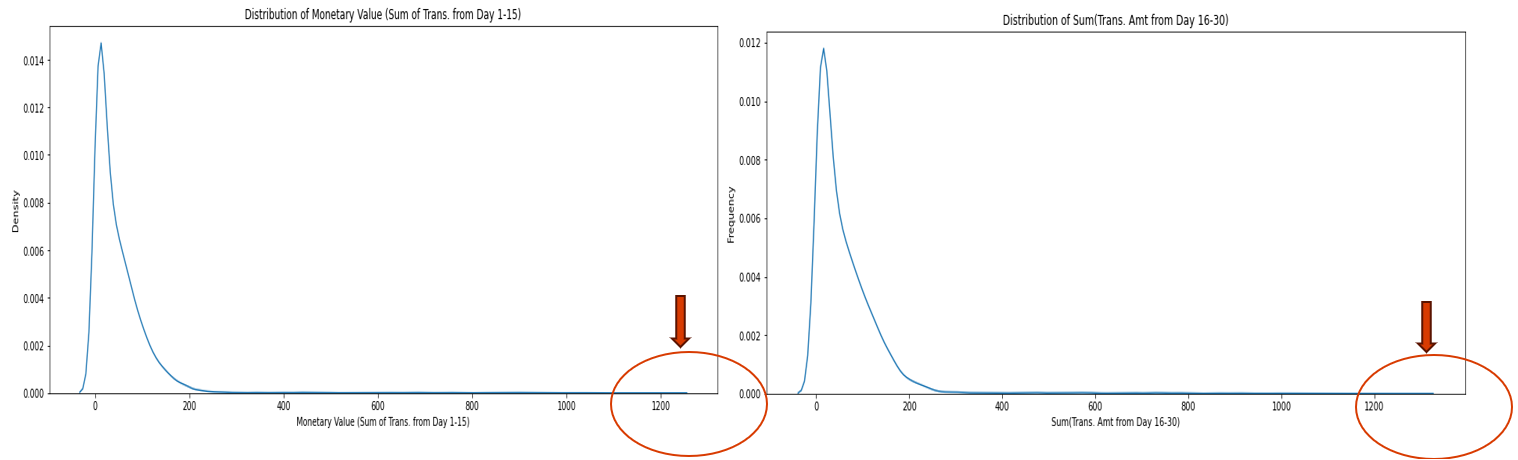 Distribution of Monetary Value (Sum of Trans. from Day 1-15)
0.014
0.012
0.010
0.008
0.006
0.004
0.002
0.000
Density
0 200 400 600 800 1000 1200
Monetary Value (Sum of Trans. from Day 1-15)
Distribution of Sum(Trans. Amt from Day 16-30)
0.012
0.010
0.008
0.006
0.004
0.002
0.000
Frequency
0 200 400 600 800 1000 1200
Sum(Trans. Amt from Day 16-30)